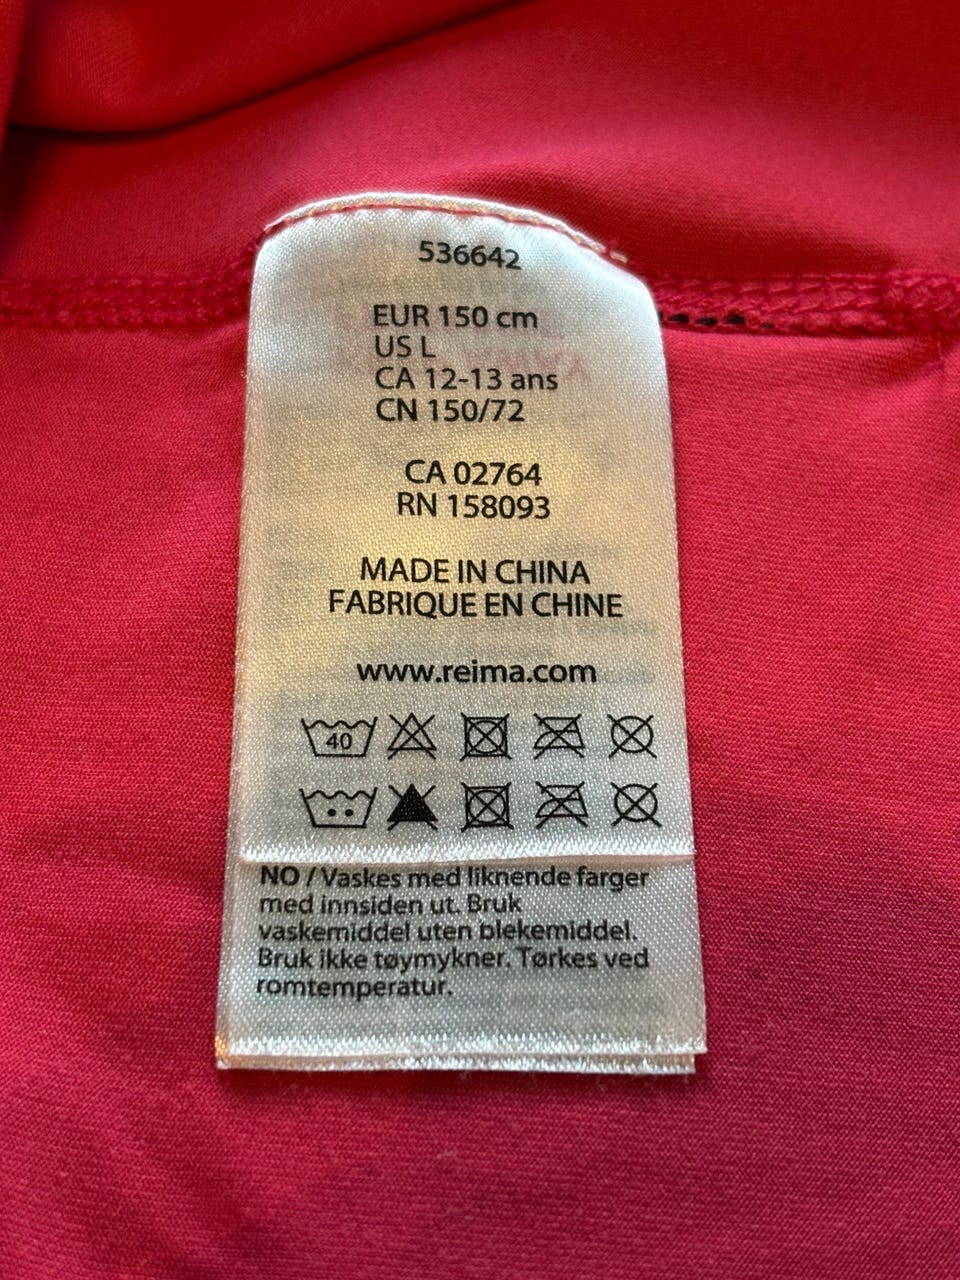 536642
EUR 150 cm
US L
CA 12-13 ans
CN 150/72
CA 02764
RN 158093
MADE IN CHINA
FABRIQUE EN CHINE
www.reima.com
40
NO / Vaskes med liknende farger
med innsiden ut. Bruk
vaskemiddel uten blekemiddel.
Bruk ikke tøymykner. Tørkes ved
romtemperatur.